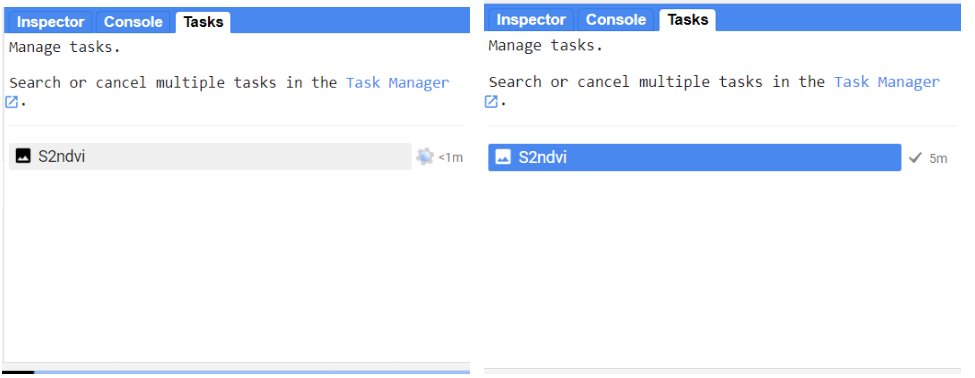 Inspector Console Tasks
Manage tasks.
Search or cancel multiple tasks in the Task Manager
.
S2ndvi <1m
Inspector Console Tasks
Manage tasks.
Search or cancel multiple tasks in the Task Manager
.
S2ndvi 5m